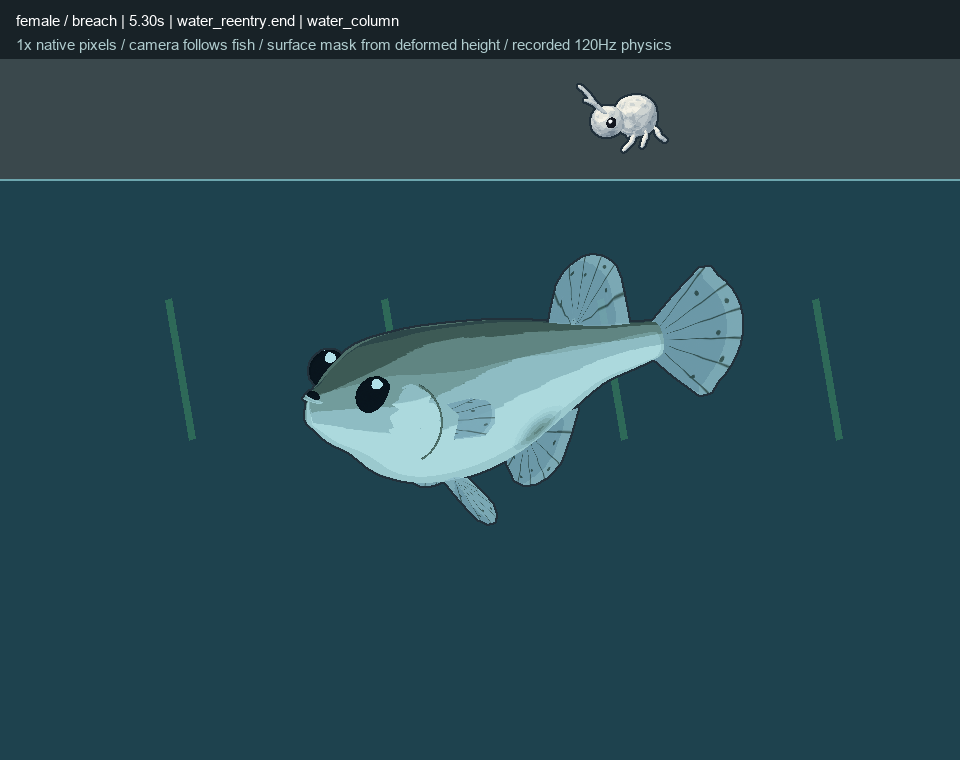 female / breach | 5.30s | water_reentry.end | water_column
1x native pixels / camera follows fish / surface mask from deformed height / recorded 120Hz physics